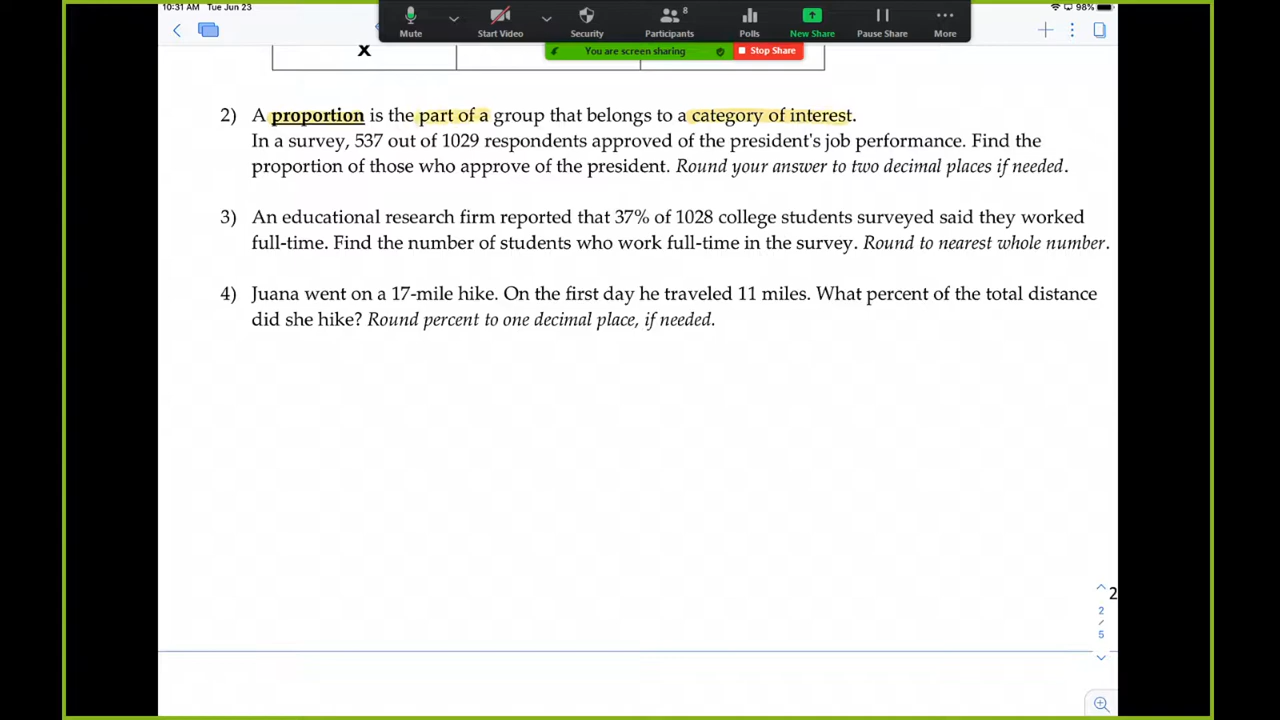 10:31 AM Tue Jun 23
98%
Mute
Start Video
Security
8
Participants
Polls
New Share
Pause Share
More
You are screen sharing
Stop Share
x
2) A proportion is the part of a group that belongs to a category of interest.
In a survey, 537 out of 1029 respondents approved of the president's job performance. Find the
proportion of those who approve of the president. Round your answer to two decimal places if needed.
3) An educational research firm reported that 37% of 1028 college students surveyed said they worked
full-time. Find the number of students who work full-time in the survey. Round to nearest whole number.
4) Juana went on a 17-mile hike. On the first day he traveled 11 miles. What percent of the total distance
did she hike? Round percent to one decimal place, if needed.
2
2
/
5